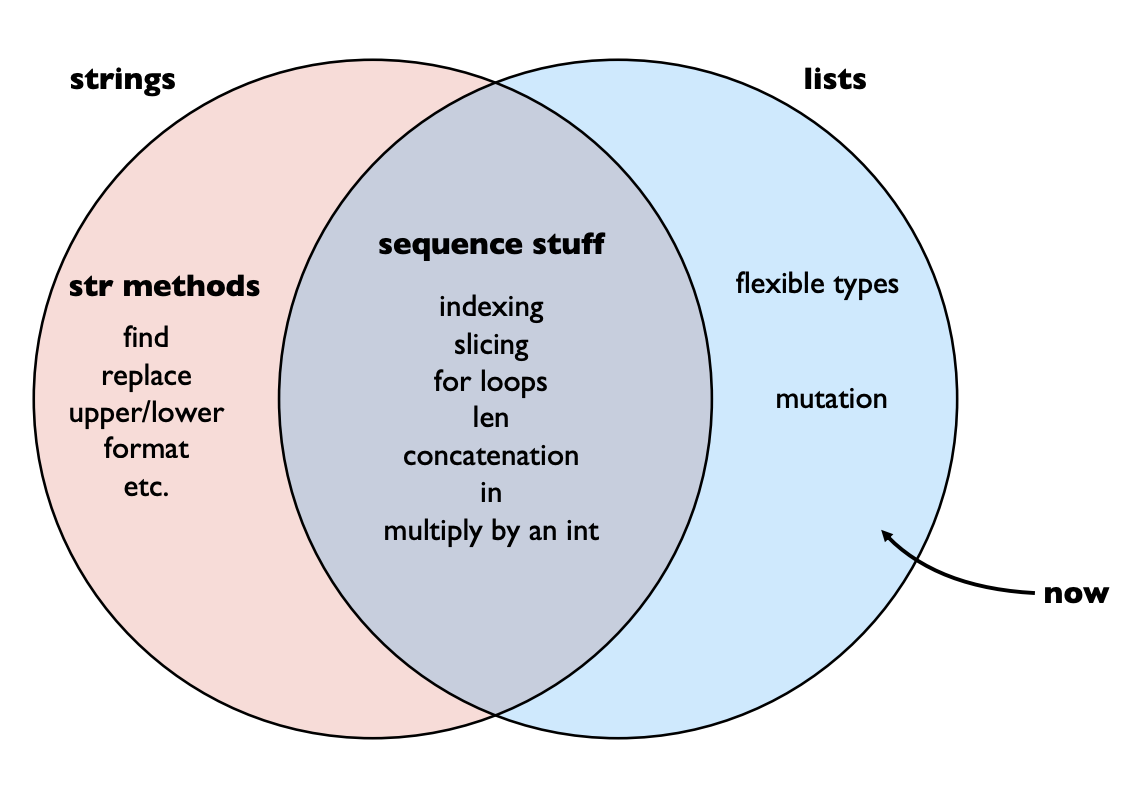 strings
lists
str methods
find
replace
upper/lower
format
etc.
sequence stuff
indexing
slicing
for loops
len
concatenation
in
multiply by an int
flexible types
mutation
now